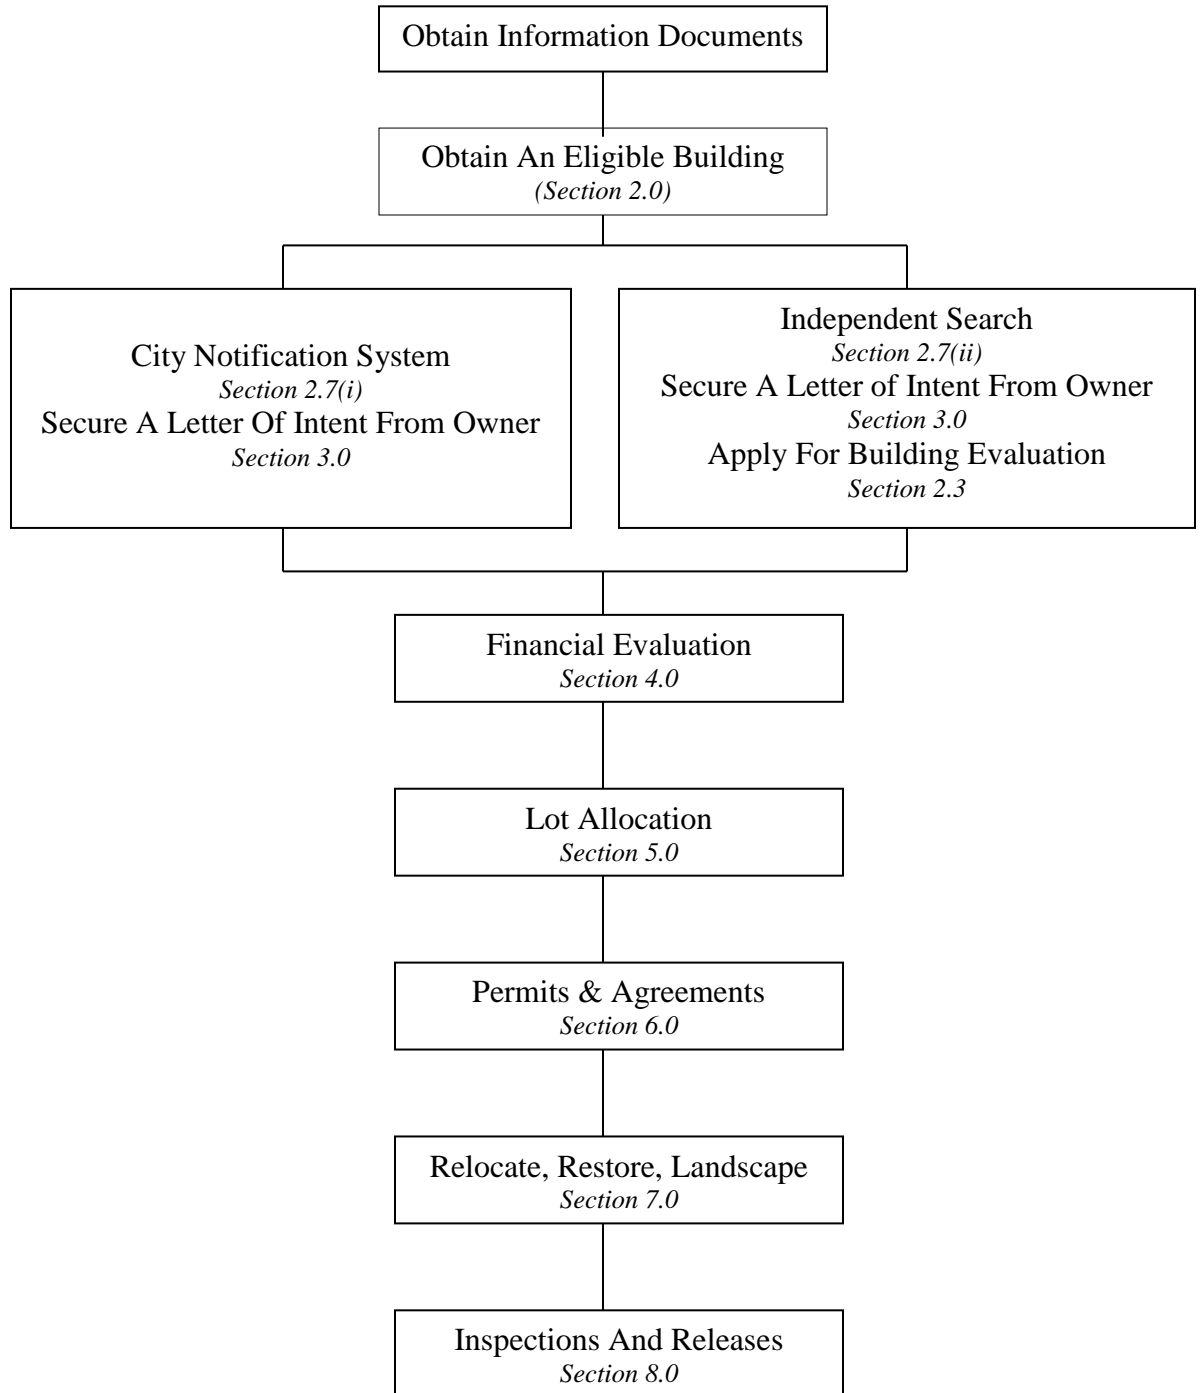 Obtain Information Documents
Obtain An Eligible Building
(Section 2.0)
City Notification System
Section 2.7(i)
Secure A Letter Of Intent From Owner
Section 3.0
Independent Search
Section 2.7(ii)
Secure A Letter of Intent From Owner
Section 3.0
Apply For Building Evaluation
Section 2.3
Financial Evaluation
Section 4.0
Lot Allocation
Section 5.0
Permits & Agreements
Section 6.0
Relocate, Restore, Landscape
Section 7.0
Inspections And Releases
Section 8.0